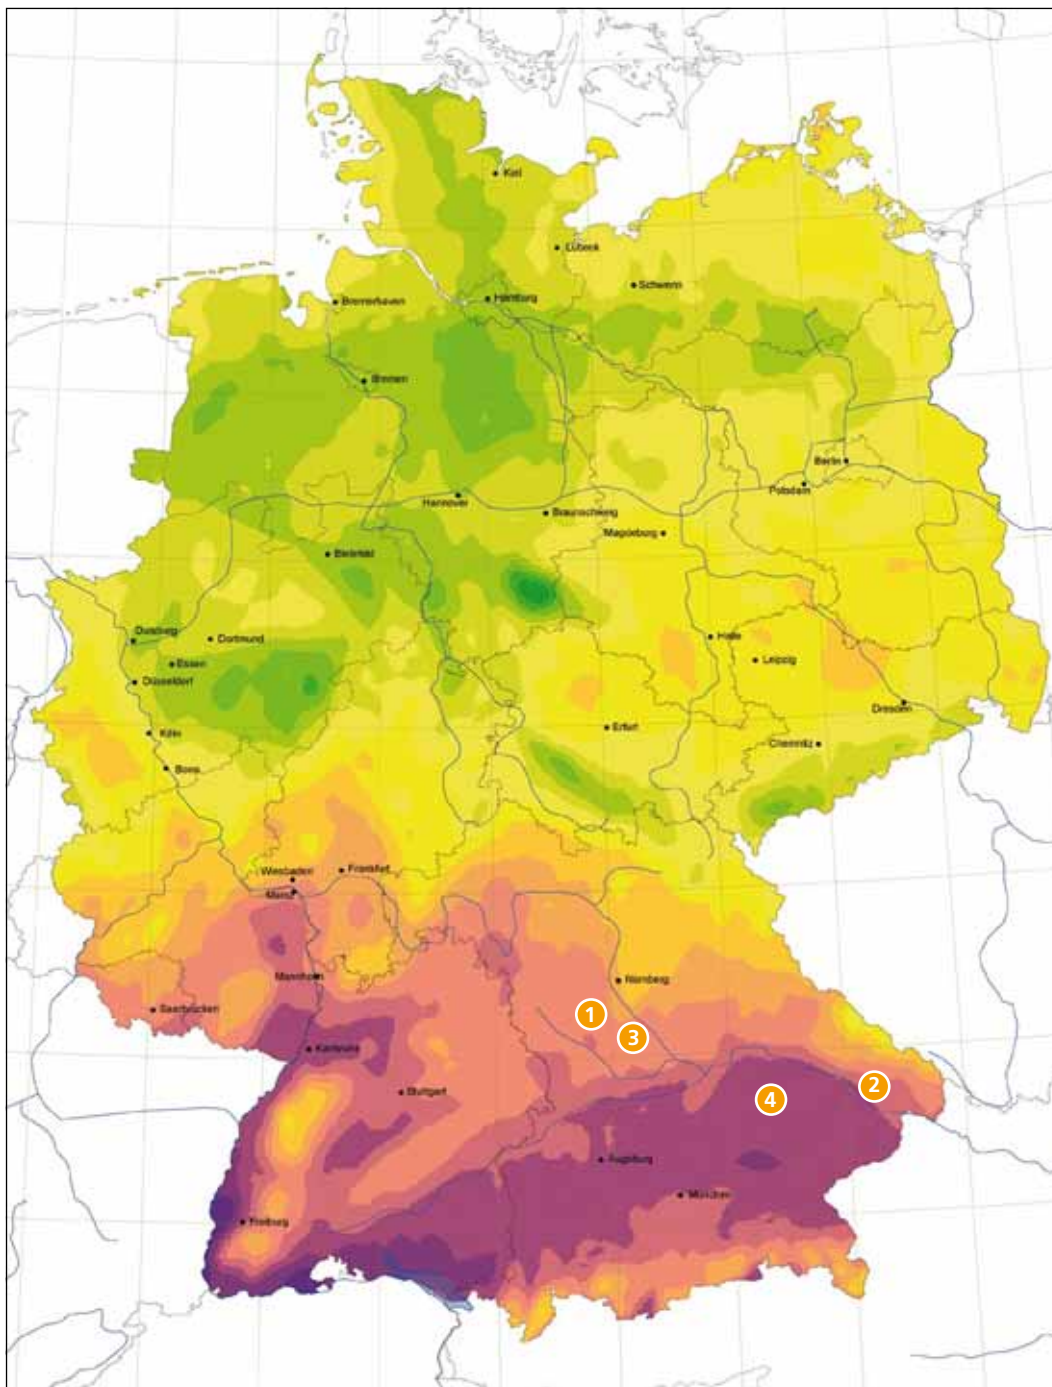 Kiel
Lübeck
Schwerin
Bremerhaven
Hamburg
Bremen
Berlin
Potsdam
Hannover
Braunschweig
Magdeburg
Bielefeld
Duisburg
Dortmund
Halle
Essen
Leipzig
Düsseldorf
Dresden
Köln
Erfurt
Chemnitz
Bonn
Wiesbaden
Frankfurt
Mainz
Mannheim
Nürnberg
Saarbrücken
1
3
Karlsruhe
2
Stuttgart
4
Augsburg
München
Freiburg